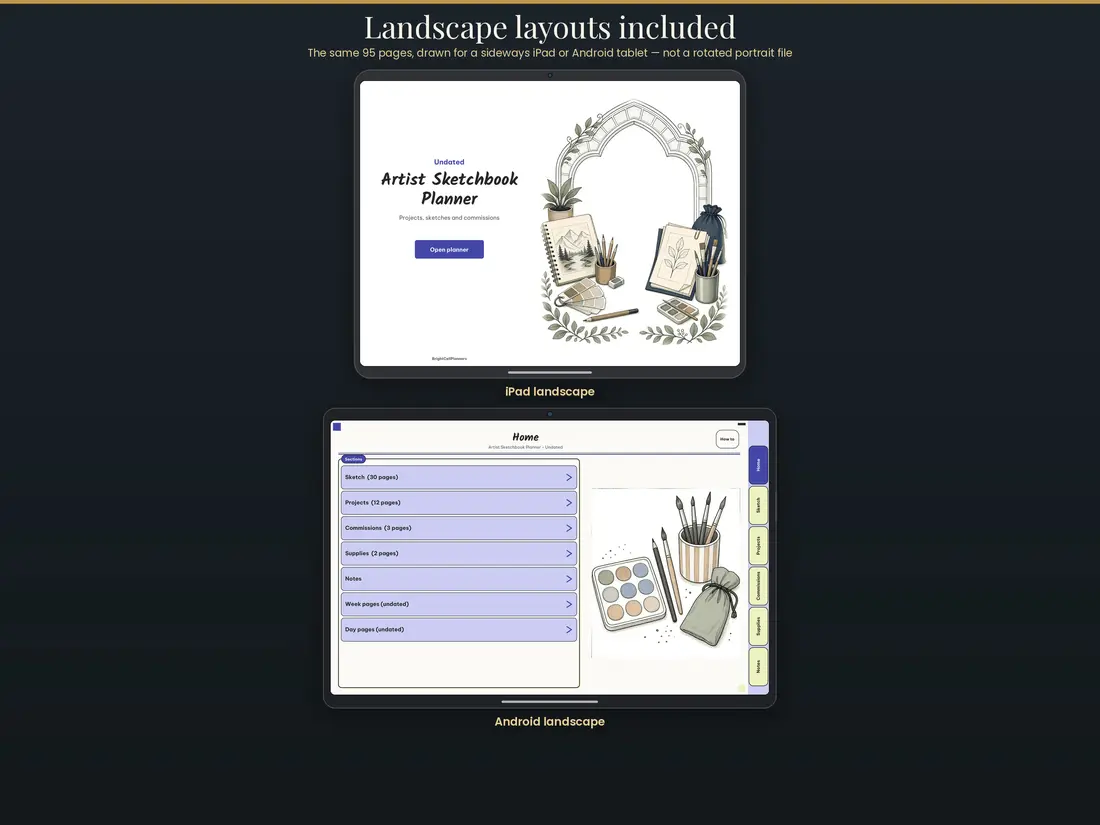 Landscape layouts included
The same 95 pages, drawn for a sideways iPad or Android tablet — not a rotated portrait file
Undated
Artist Sketchbook
Planner
Projects, sketches and commissions
Open planner
BrightCellPlanners
iPad landscape
Home
Artist Sketchbook Planner - Undated
How to
Sections
Sketch (30 pages)
Projects (12 pages)
Commissions (3 pages)
Supplies (2 pages)
Notes
Week pages (undated)
Day pages (undated)
Home
Sketch
Projects
Commissions
Supplies
Notes
Android landscape